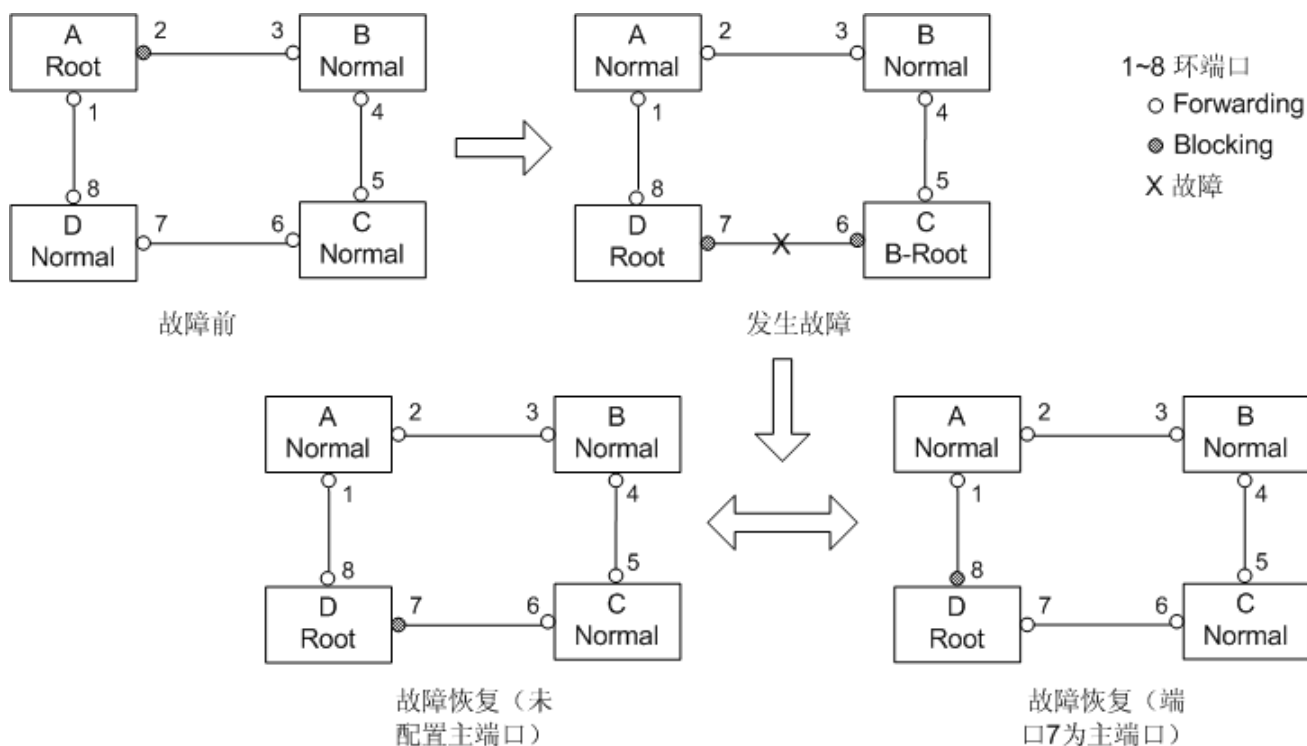 A
Root
2
3
B
Normal
1
4
8
5
D
Normal
7
6
C
Normal
故障前
A
Normal
2
3
B
Normal
1
4
8
5
D
Root
7
6
X
C
B-Root
发生故障
1~8 环端口
Forwarding
Blocking
X 故障
A
Normal
2
3
B
Normal
1
4
8
5
D
Root
7
6
C
Normal
故障恢复（未
配置主端口）
A
Normal
2
3
B
Normal
1
4
8
5
D
Root
7
6
C
Normal
故障恢复（端
口7为主端口）